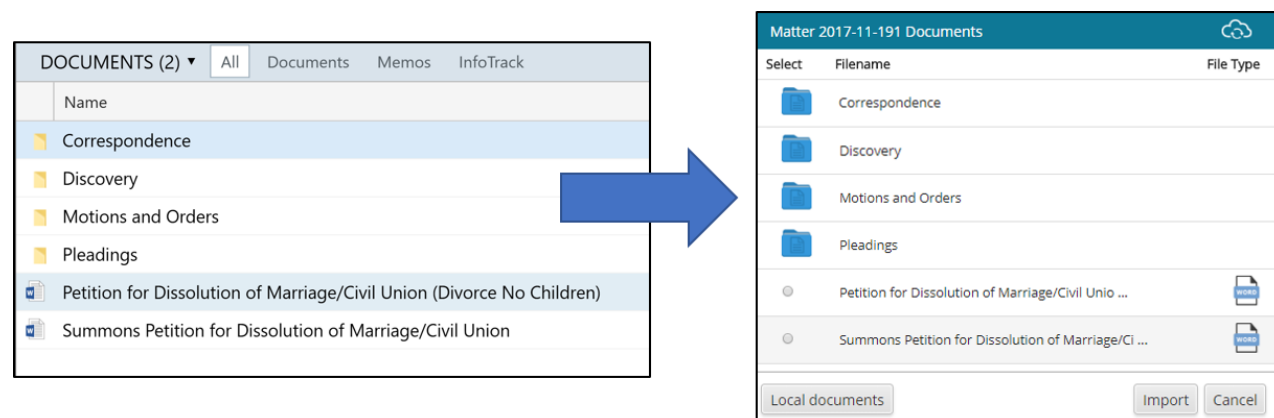 DOCUMENTS (2) ▾ All Documents Memos InfoTrack
Name
Correspondence
Discovery
Motions and Orders
Pleadings
Petition for Dissolution of Marriage/Civil Union (Divorce No Children)
Summons Petition for Dissolution of Marriage/Civil Union
Matter 2017-11-191 Documents
Select Filename File Type
Correspondence
Discovery
Motions and Orders
Pleadings
Petition for Dissolution of Marriage/Civil Unio ... WORD
Summons Petition for Dissolution of Marriage/Ci ... WORD
Local documents Import Cancel